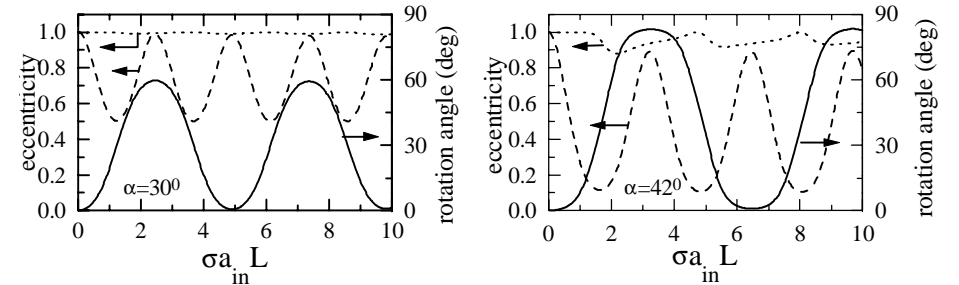 1.0
0.8
0.6
0.4
0.2
0.0
eccentricity
90
60
30
0
rotation angle (deg)
α=30⁰
0 2 4 6 8 10
σa_in L
1.0
0.8
0.6
0.4
0.2
0.0
eccentricity
90
60
30
0
rotation angle (deg)
α=42⁰
0 2 4 6 8 10
σa_in L